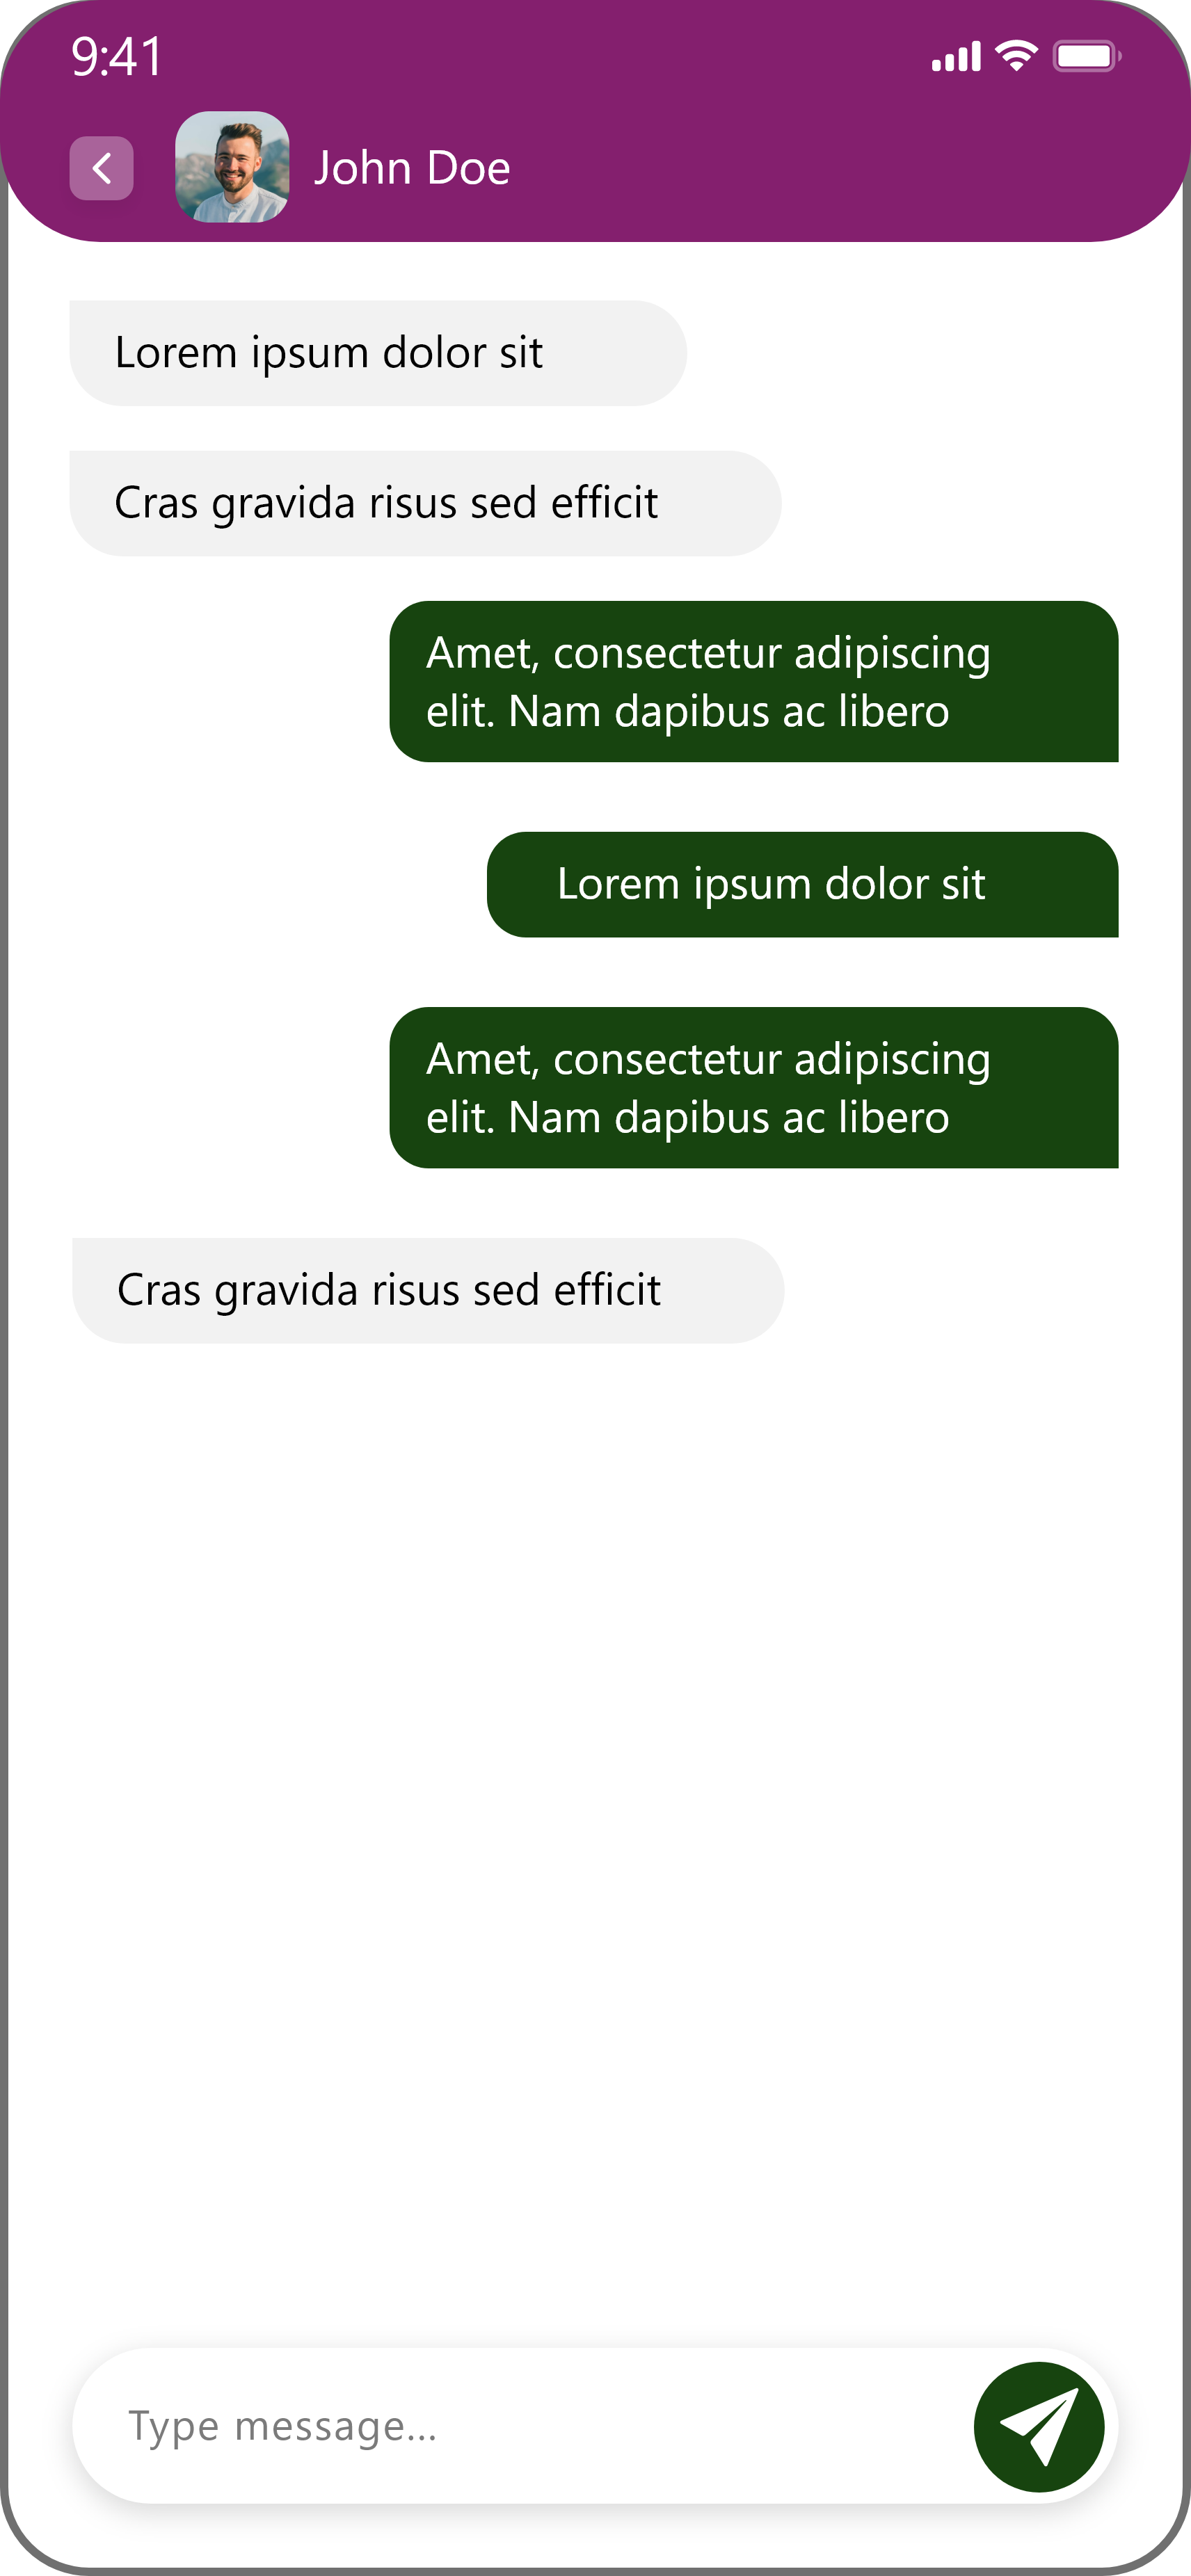 9:41
John Doe
Lorem ipsum dolor sit
Cras gravida risus sed efficit
Amet, consectetur adipiscing
elit. Nam dapibus ac libero
Lorem ipsum dolor sit
Amet, consectetur adipiscing
elit. Nam dapibus ac libero
Cras gravida risus sed efficit
Type message...